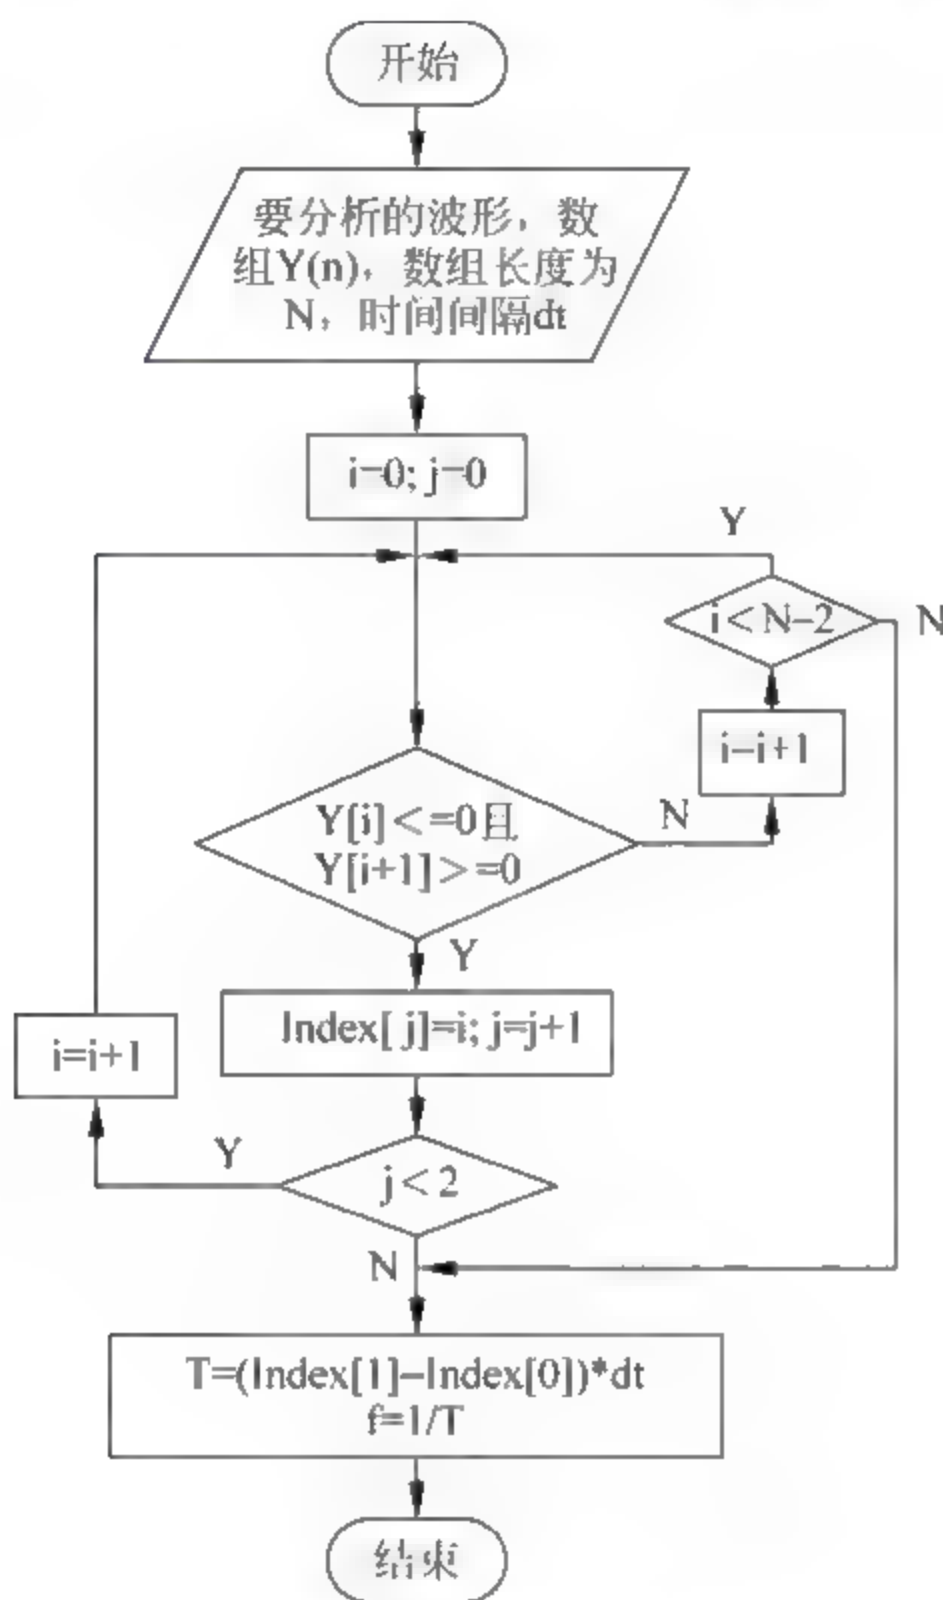 开始
要分析的波形，数
组Y(n)，数组长度为
N，时间间隔dt
i=0; j=0
Y
i<N-2
N
i=i+1
Y[i]<=0且
Y[i+1]>=0
N
Y
Index[ j]=i; j=j+1
i=i+1
Y
j<2
N
T=(Index[1]-Index[0])*dt
f=1/T
结束